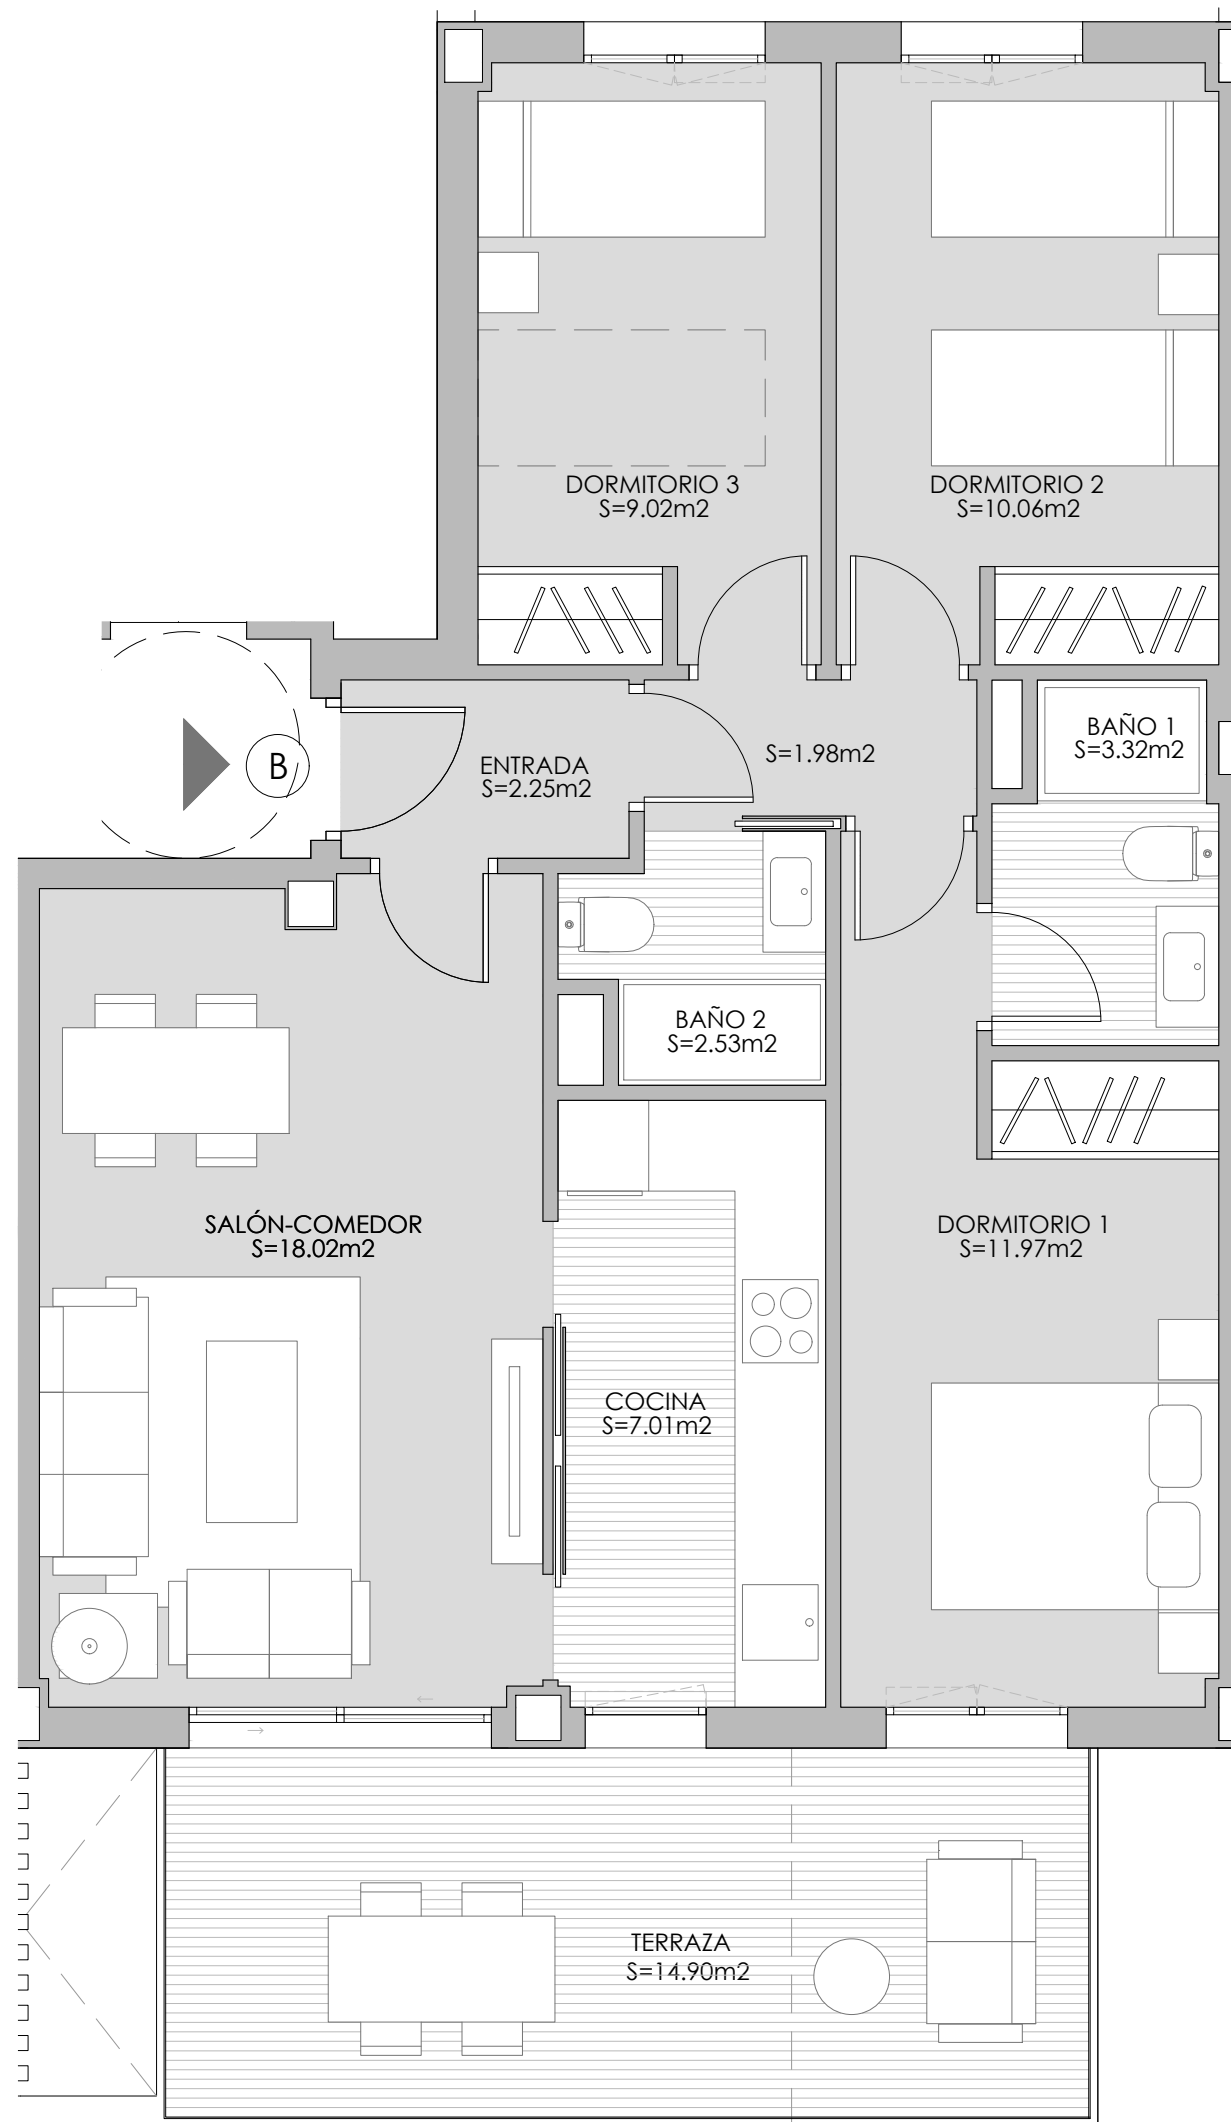 DORMITORIO 3
S=9.02m2
DORMITORIO 2
S=10.06m2
BAÑO 1
S=3.32m2
B
ENTRADA
S=2.25m2
S=1.98m2
BAÑO 2
S=2.53m2
SALÓN-COMEDOR
S=18.02m2
DORMITORIO 1
S=11.97m2
COCINA
S=7.01m2
TERRAZA
S=14.90m2